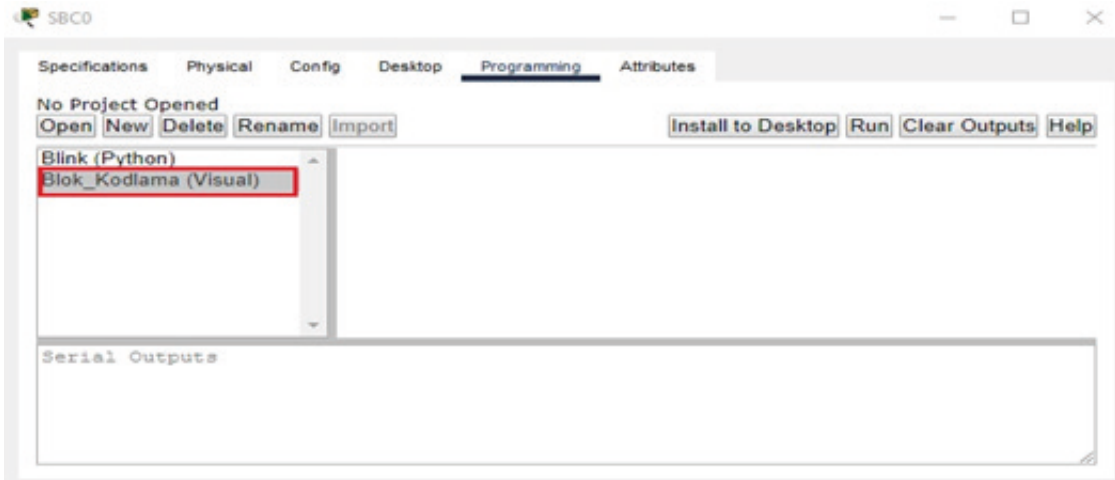 SBC0
Specifications Physical Config Desktop Programming Attributes
No Project Opened
Open New Delete Rename Import Install to Desktop Run Clear Outputs Help
Blink (Python)
Blok_Kodlama (Visual)
Serial Outputs